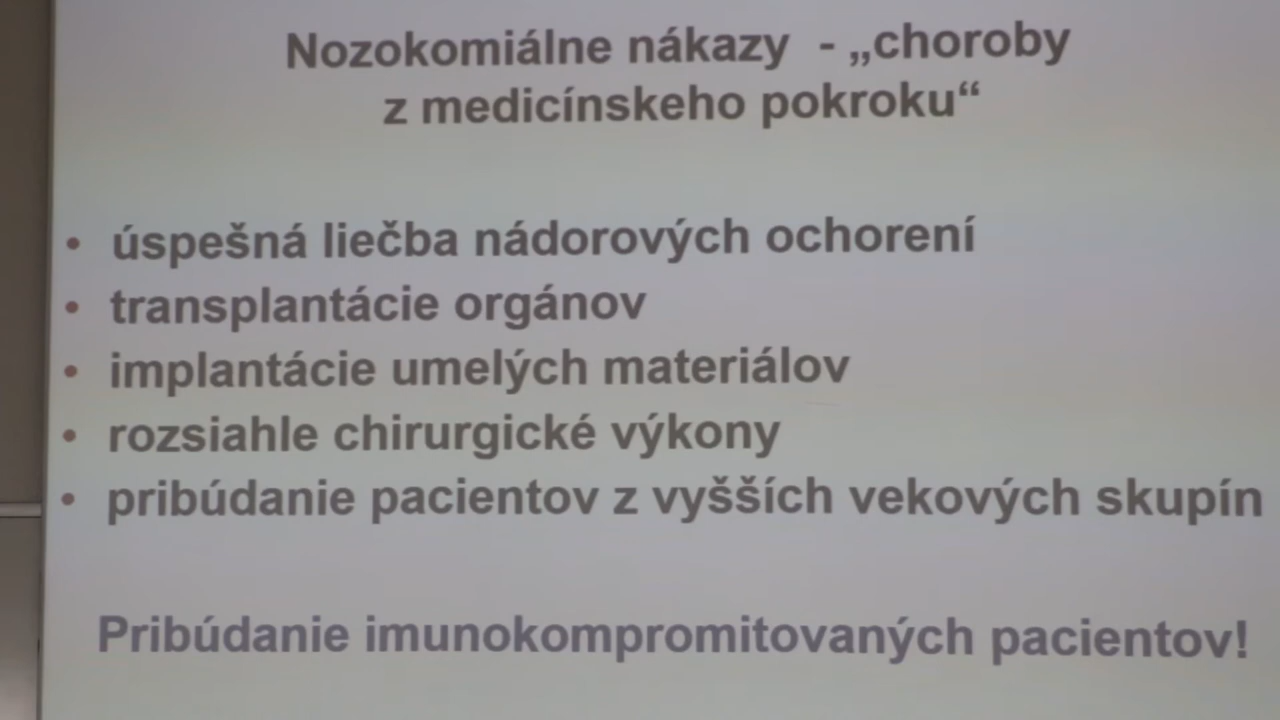 Nozokomiálne nákazy - „choroby
z medicínskeho pokroku“
• úspešná liečba nádorových ochorení
• transplantácie orgánov
• implantácie umelých materiálov
• rozsiahle chirurgické výkony
• pribúdanie pacientov z vyšších vekových skupín
Pribúdanie imunokompromitovaných pacientov!